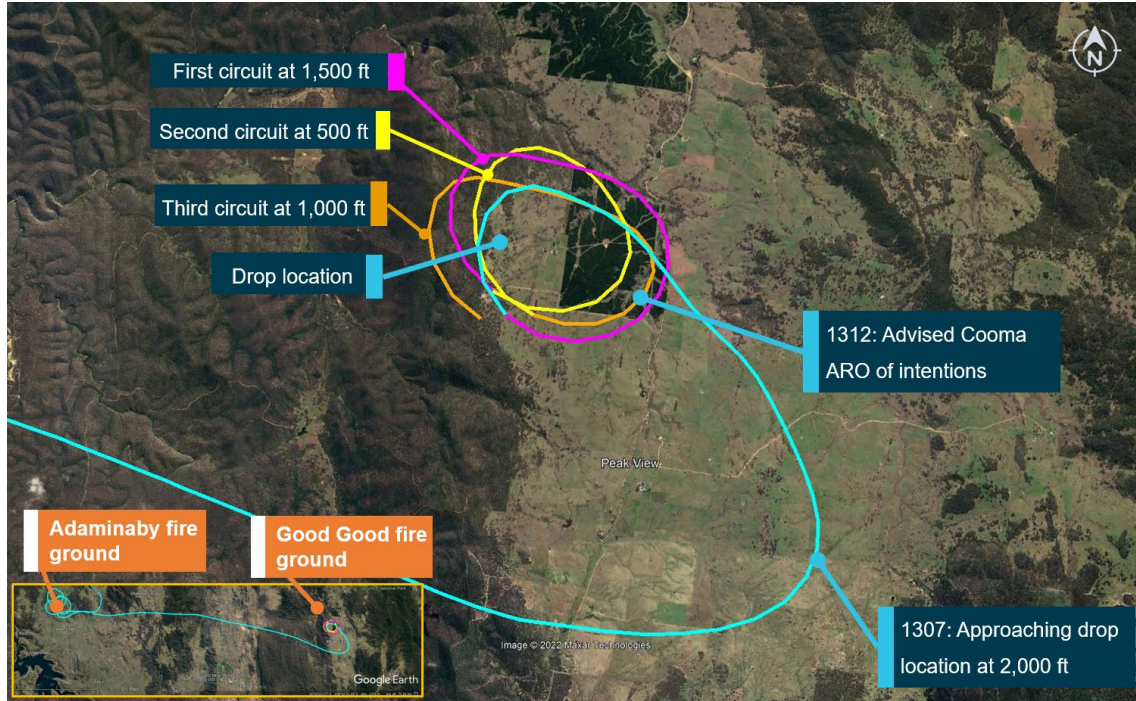 First circuit at 1,500 ft
N
Second circuit at 500 ft
Third circuit at 1,000 ft
Drop location
1312: Advised Cooma
ARO of intentions
Peak View
Adaminaby fire
ground
Good Good fire
ground
1307: Approaching drop
location at 2,000 ft
Image © 2022 Maxar Technologies
Google Earth